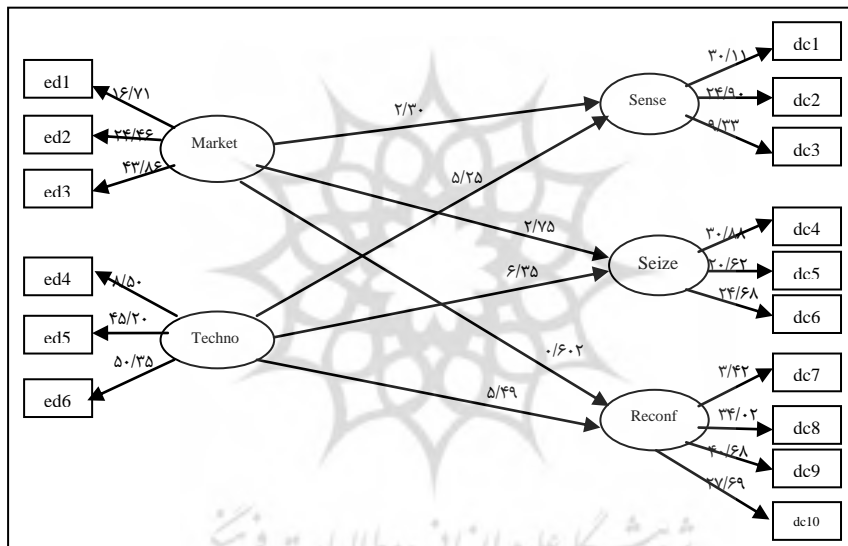 dc1
۳۰/۱۱
ed1
۱۶/۷۱
Sense
dc2
۲۴/۹۰
۲/۳۰
ed2
۲۴/۴۶
Market
dc3
۹/۳۳
ed3
۴۳/۸۶
۵/۲۵
dc4
۳۰/۸۸
۲/۷۵
Seize
dc5
۲۰/۶۲
ed4
۸/۵۰
۶/۳۵
dc6
۲۴/۶۸
ed5
۴۵/۲۰
Techno
۰/۶۰۲
dc7
۳/۴۲
ed6
۵۰/۳۵
۵/۴۹
Reconf
dc8
۳۴/۰۲
dc9
۴۰/۶۸
dc10
۲۷/۶۹